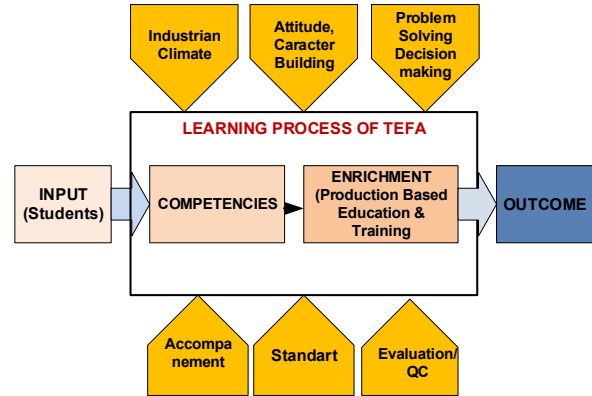 Industrian
Climate
Attitude,
Caracter
Building
Problem
Solving
Decision
making
LEARNING PROCESS OF TEFA
INPUT
(Students)
COMPETENCIES
ENRICHMENT
(Production Based
Education &
Training
OUTCOME
Accompa
nement
Standart
Evaluation/
QC